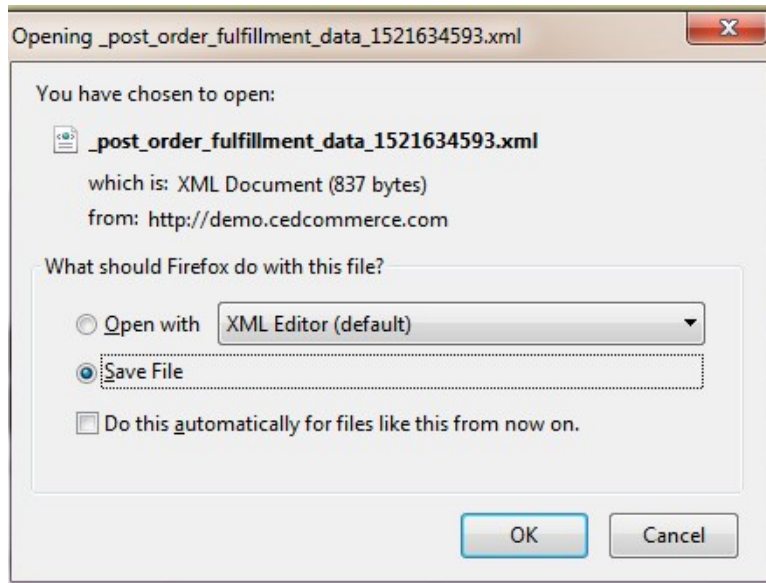 Opening _post_order_fulfillment_data_1521634593.xml
X
You have chosen to open:
_post_order_fulfillment_data_1521634593.xml
which is: XML Document (837 bytes)
from: http://demo.cedcommerce.com
What should Firefox do with this file?
Open with XML Editor (default)
Save File
Do this automatically for files like this from now on.
OK Cancel